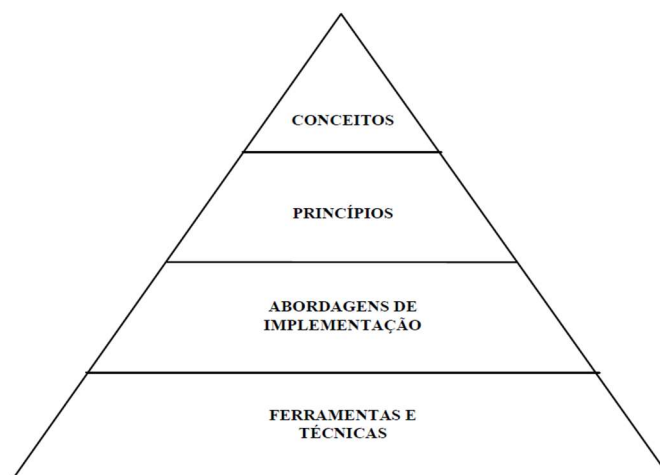 CONCEITOS
PRINCÍPIOS
ABORDAGENS DE
IMPLEMENTAÇÃO
FERRAMENTAS E
TÉCNICAS